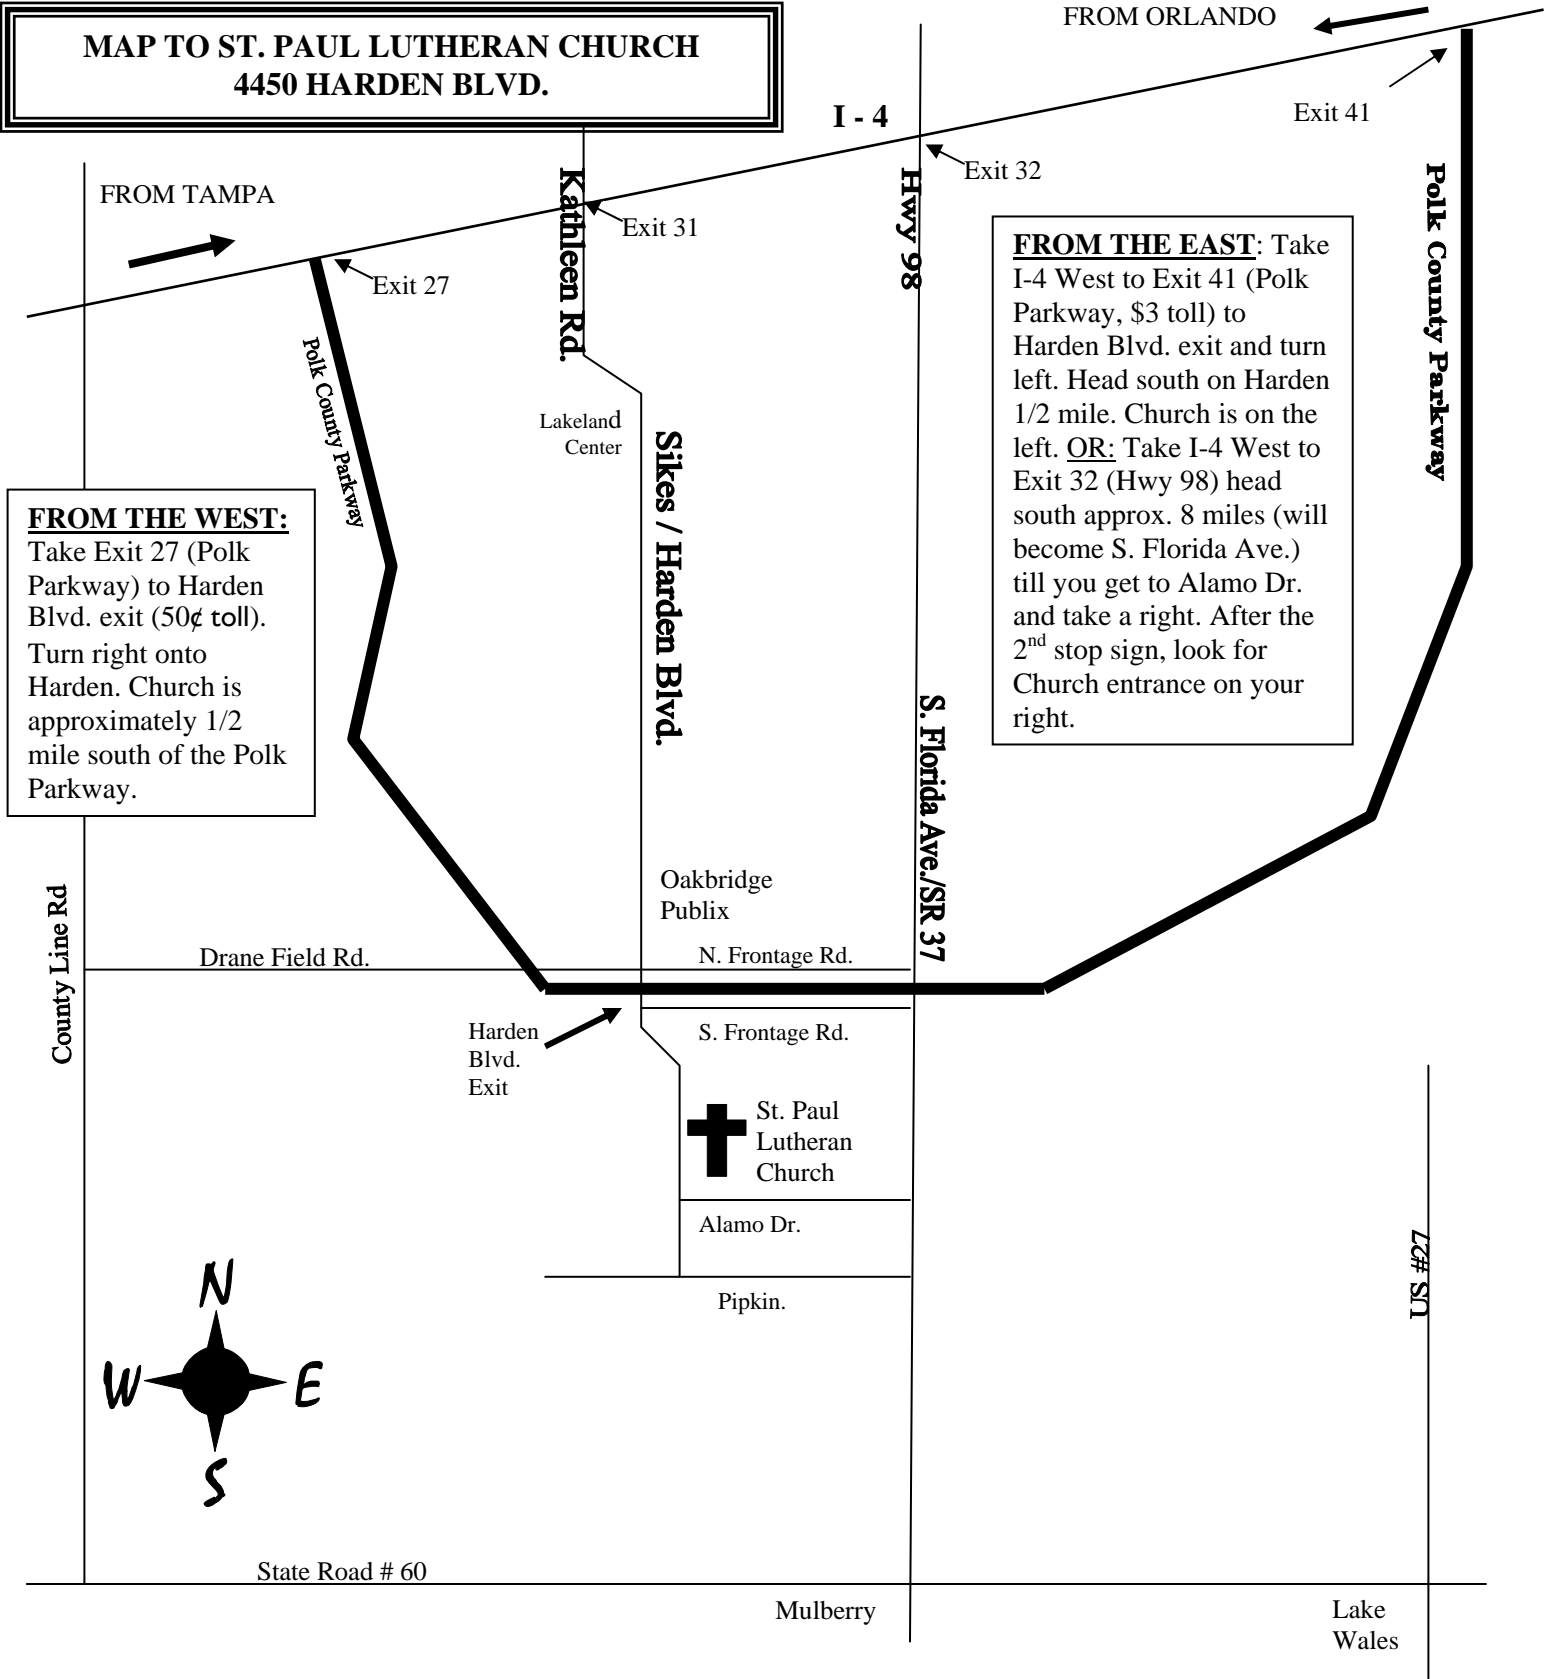 MAP TO ST. PAUL LUTHERAN CHURCH
4450 HARDEN BLVD.
FROM ORLANDO
I - 4
Exit 41
Exit 32
FROM TAMPA
Exit 31
Exit 27
Kathleen Rd.
Hwy 98
Polk County Parkway
Polk County Parkway
FROM THE EAST: Take
I-4 West to Exit 41 (Polk
Parkway, $3 toll) to
Harden Blvd. exit and turn
left. Head south on Harden
1/2 mile. Church is on the
left. OR: Take I-4 West to
Exit 32 (Hwy 98) head
south approx. 8 miles (will
become S. Florida Ave.)
till you get to Alamo Dr.
and take a right. After the
2nd stop sign, look for
Church entrance on your
right.
Lakeland
Center
Sikes / Harden Blvd.
FROM THE WEST:
Take Exit 27 (Polk
Parkway) to Harden
Blvd. exit (50¢ toll).
Turn right onto
Harden. Church is
approximately 1/2
mile south of the Polk
Parkway.
S. Florida Ave./SR 37
Oakbridge
Publix
County Line Rd
Drane Field Rd.
N. Frontage Rd.
Harden
Blvd.
Exit
S. Frontage Rd.
St. Paul
Lutheran
Church
Alamo Dr.
Pipkin.
US #27
N
W
E
S
State Road # 60
Mulberry
Lake
Wales